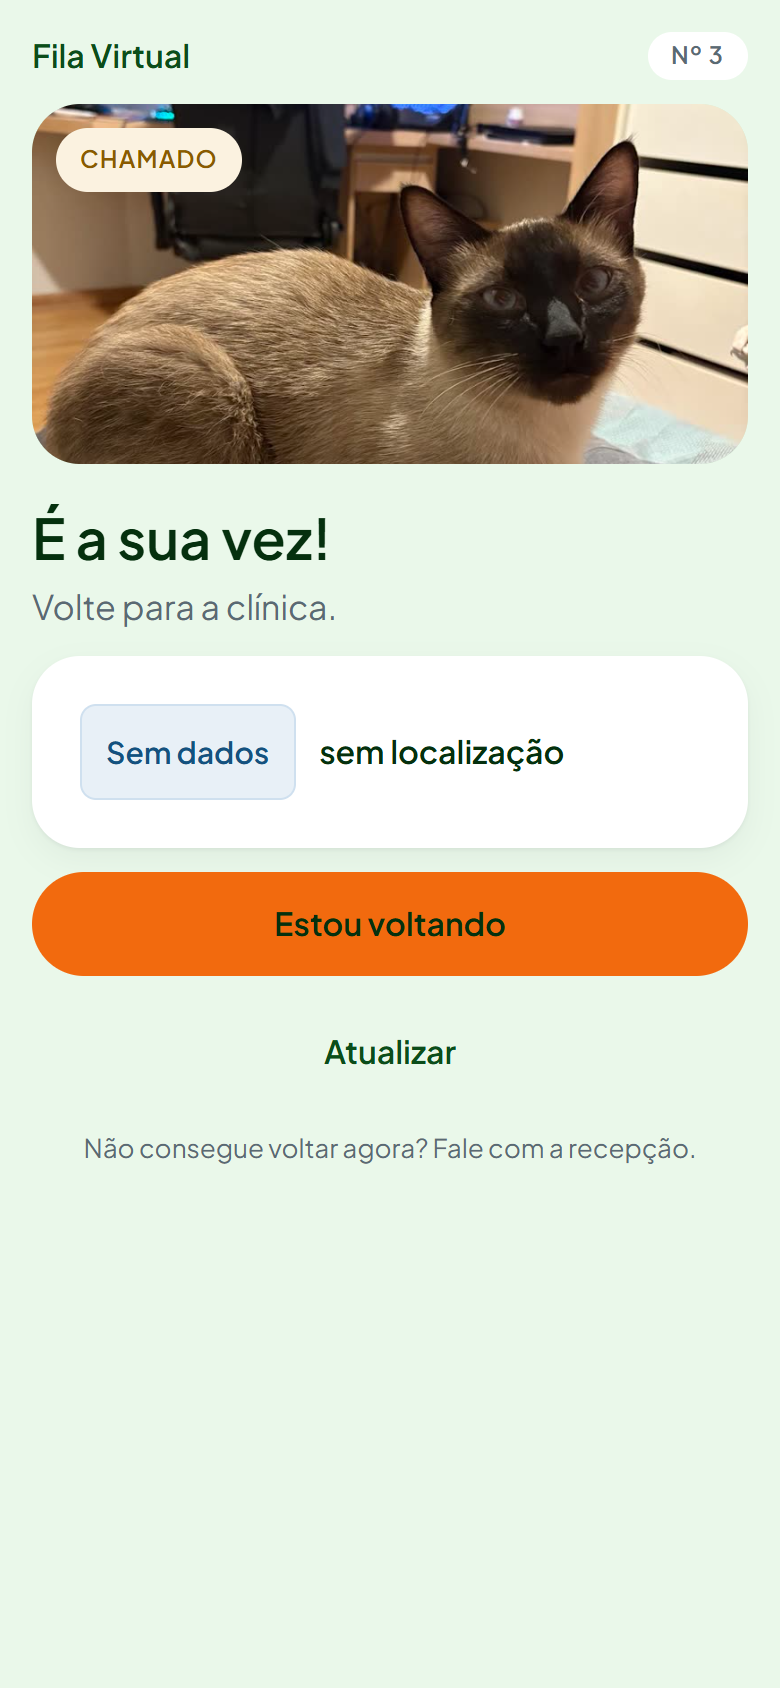 Fila Virtual
Nº 3
CHAMADO
É a sua vez!
Volte para a clínica.
Sem dados
sem localização
Estou voltando
Atualizar
Não consegue voltar agora? Fale com a recepção.